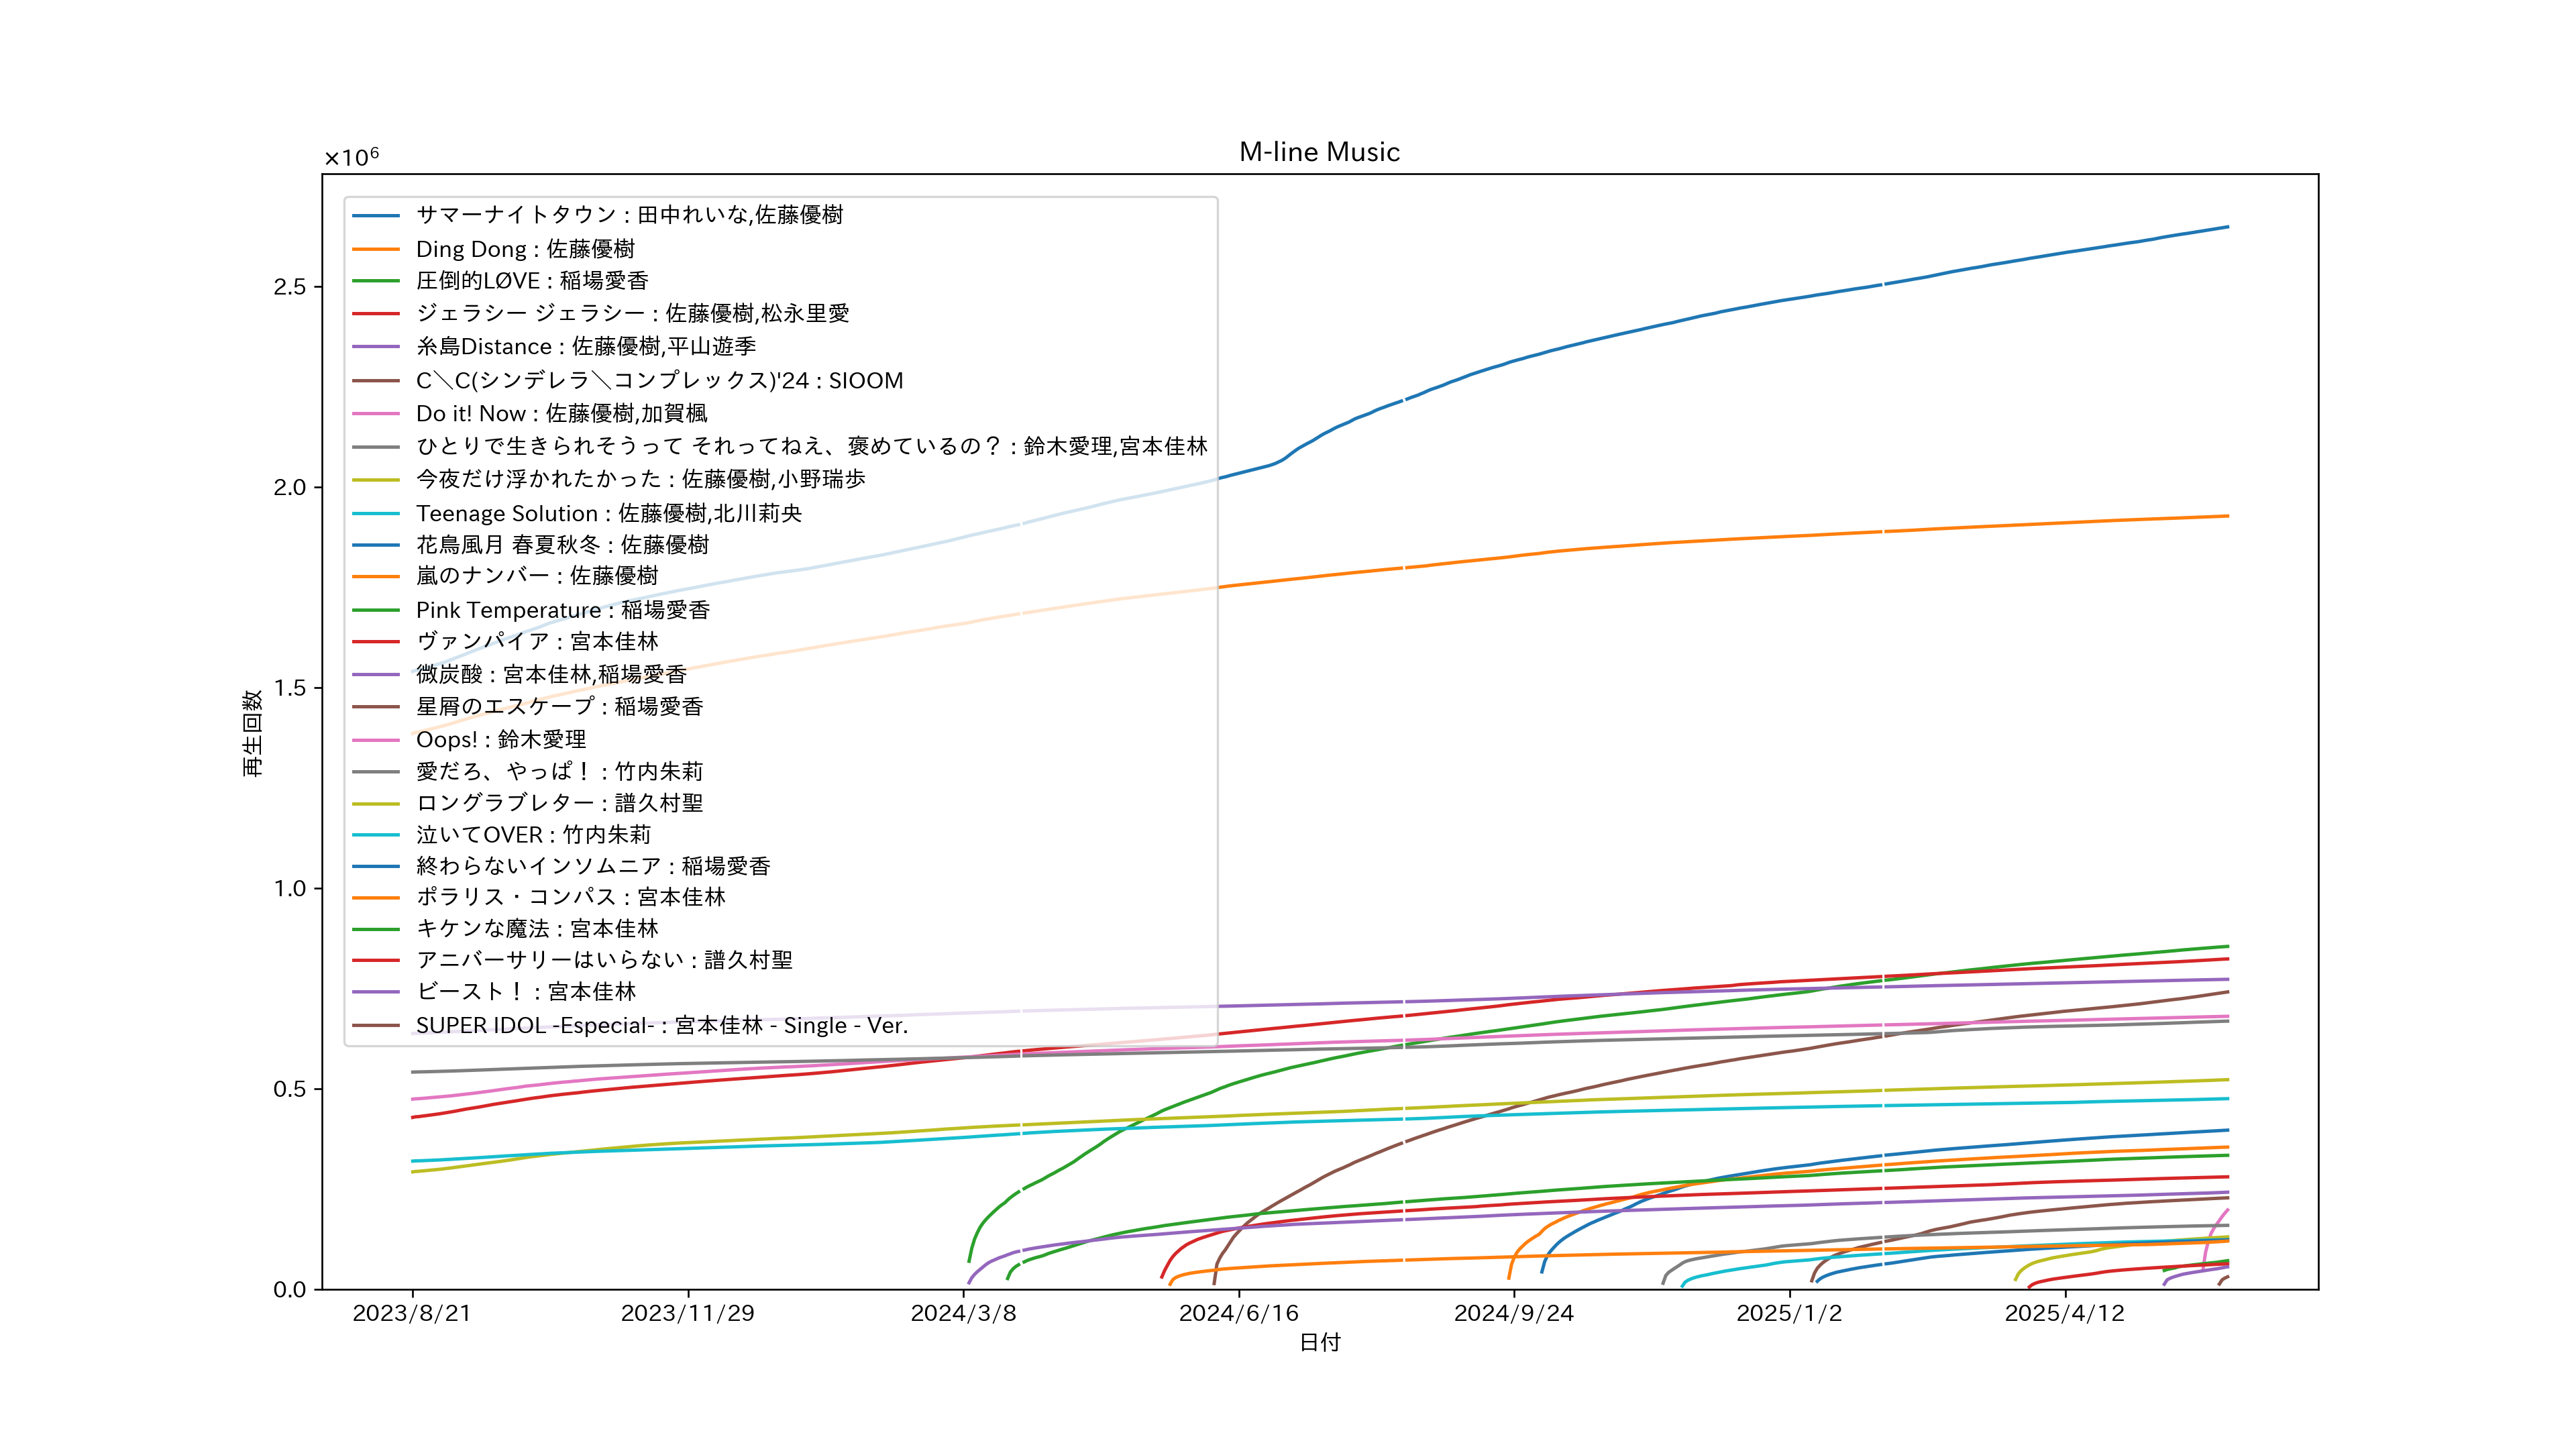 M-line Music
×10⁶
サマーナイトタウン : 田中れいな,佐藤優樹
Ding Dong : 佐藤優樹
圧倒的LØVE : 稲場愛香
ジェラシー ジェラシー : 佐藤優樹,松永里愛
糸島Distance : 佐藤優樹,平山遊季
C＼C(シンデレラ＼コンプレックス)'24 : SIOOM
Do it! Now : 佐藤優樹,加賀楓
ひとりで生きられそうって それってねえ、褒めているの？ : 鈴木愛理,宮本佳林
今夜だけ浮かれたかった : 佐藤優樹,小野瑞歩
Teenage Solution : 佐藤優樹,北川莉央
花鳥風月 春夏秋冬 : 佐藤優樹
嵐のナンバー : 佐藤優樹
Pink Temperature : 稲場愛香
ヴァンパイア : 宮本佳林
微炭酸 : 宮本佳林,稲場愛香
星屑のエスケープ : 稲場愛香
Oops! : 鈴木愛理
愛だろ、やっぱ！ : 竹内朱莉
ロングラブレター : 譜久村聖
泣いてOVER : 竹内朱莉
終わらないインソムニア : 稲場愛香
ポラリス・コンパス : 宮本佳林
キケンな魔法 : 宮本佳林
アニバーサリーはいらない : 譜久村聖
ビースト！ : 宮本佳林
SUPER IDOL -Especial- : 宮本佳林 - Single - Ver.
2.5
2.0
1.5
1.0
0.5
0.0
再生回数
2023/8/21
2023/11/29
2024/3/8
2024/6/16
2024/9/24
2025/1/2
2025/4/12
日付